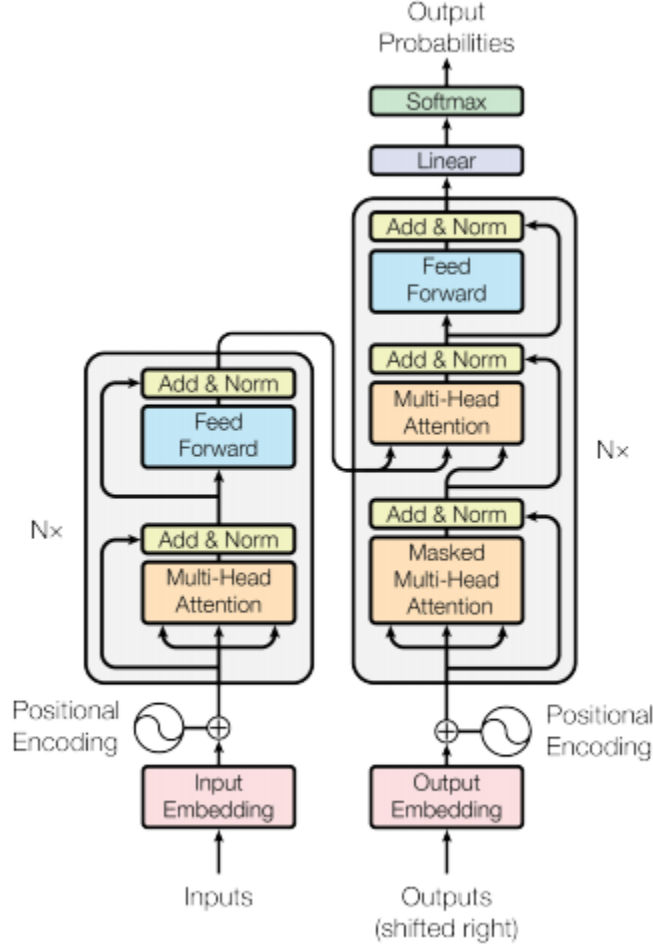 Output
Probabilities
Softmax
Linear
Add & Norm
Feed
Forward
Add & Norm
Multi-Head
Attention
Add & Norm
Masked
Multi-Head
Attention
N×
Add & Norm
Feed
Forward
Add & Norm
Multi-Head
Attention
N×
Positional
Encoding
Positional
Encoding
Input
Embedding
Output
Embedding
Inputs
Outputs
(shifted right)